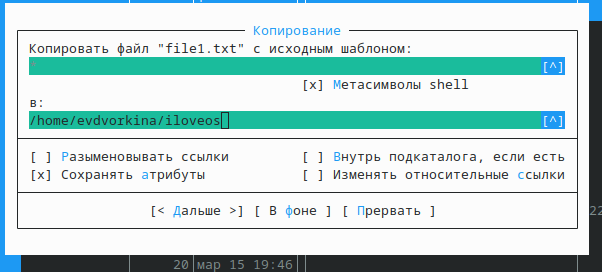 Копирование
Копировать файл "file1.txt" с исходным шаблоном:
[^]
[x] Метасимволы shell
в:
/home/evdvorkina/iloveos [^]
[ ] Разыменовывать ссылки [ ] Внутрь подкаталога, если есть
[x] Сохранять атрибуты [ ] Изменять относительные ссылки
[< Дальше >] [ В фоне ] [ Прервать ]
22
20 мар 15 19:46